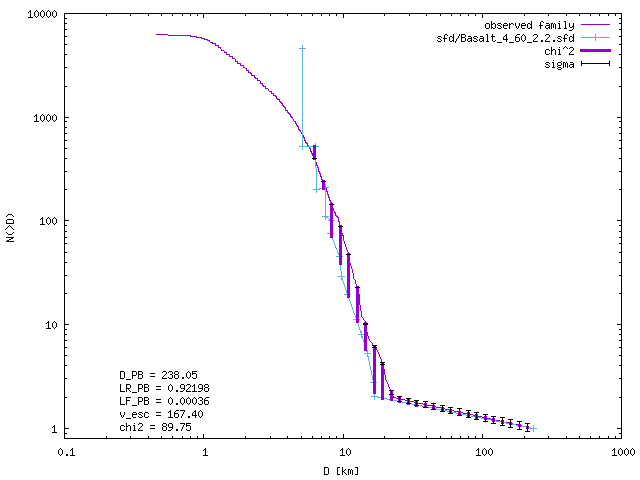 10000
1000
100
10
1
N(>D)
observed family
sfd/Basalt_4_60_2.2.sfd
chi^2
sigma
D_PB = 238.05
LR_PB = 0.92198
LF_PB = 0.00036
v_esc = 167.40
chi2 = 89.75
0.1 1 10 100 1000
D [km]